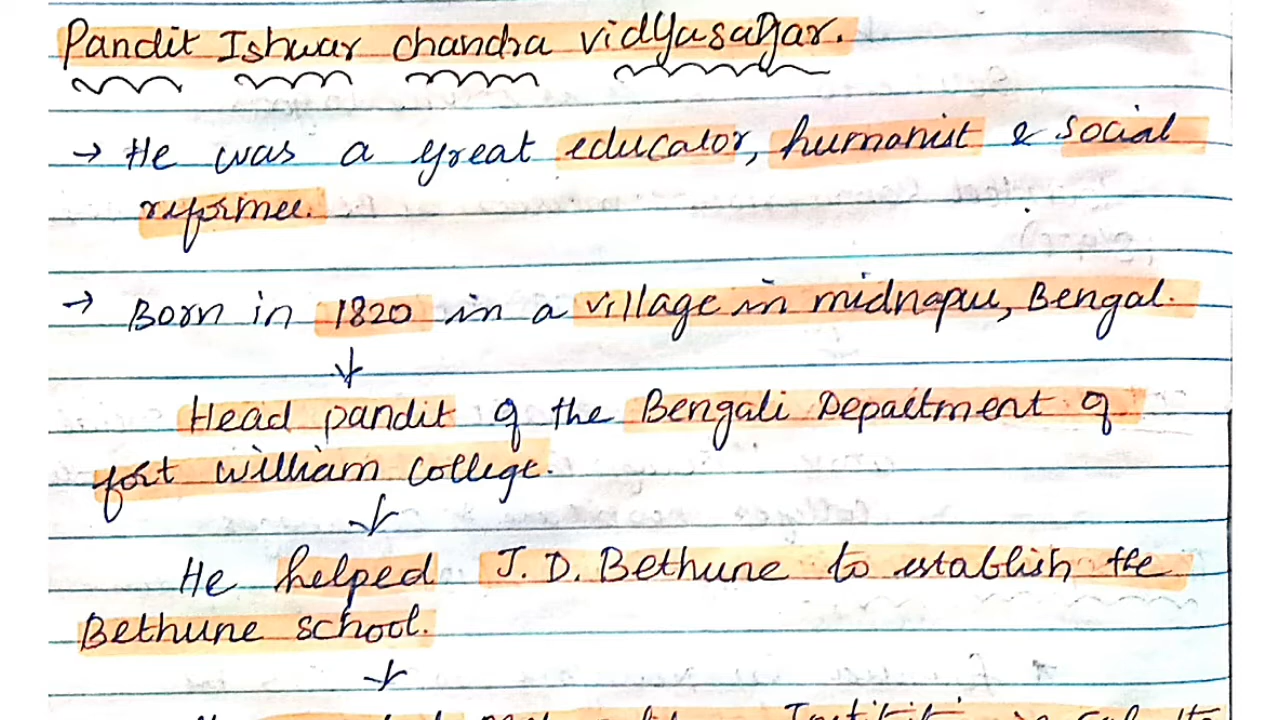 Pandit Ishwar chandra vidyasagar.
→ He was a great educator, humanist & social
reformer.
→ Born in 1820 in a village in midnapur, Bengal.
↓
Head pandit of the Bengali Department of
fort william college.
↓
He helped J. D. Bethune to establish the
Bethune school.
↓